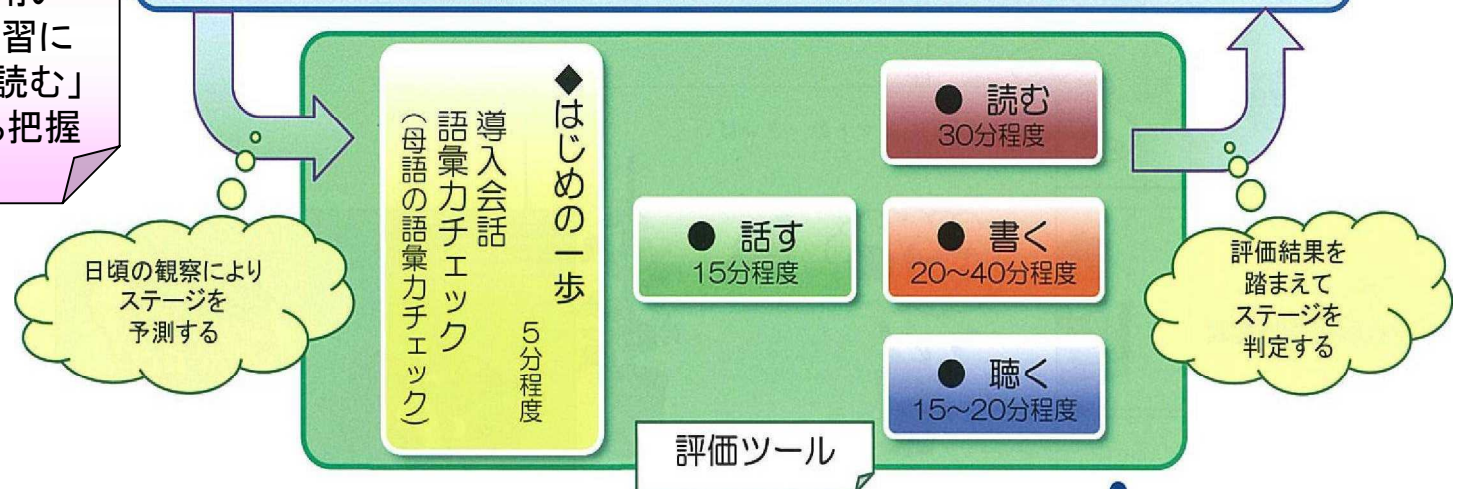 習に
読む」
把握
日頃の観察により
ステージを
予測する
◆はじめの一歩
5分程度
導入会話
語彙力チェック
(母語の語彙力チェック)
● 話す
15分程度
● 読む
30分程度
● 書く
20〜40分程度
● 聴く
15〜20分程度
評価結果を
踏まえて
ステージを
判定する
評価ツール